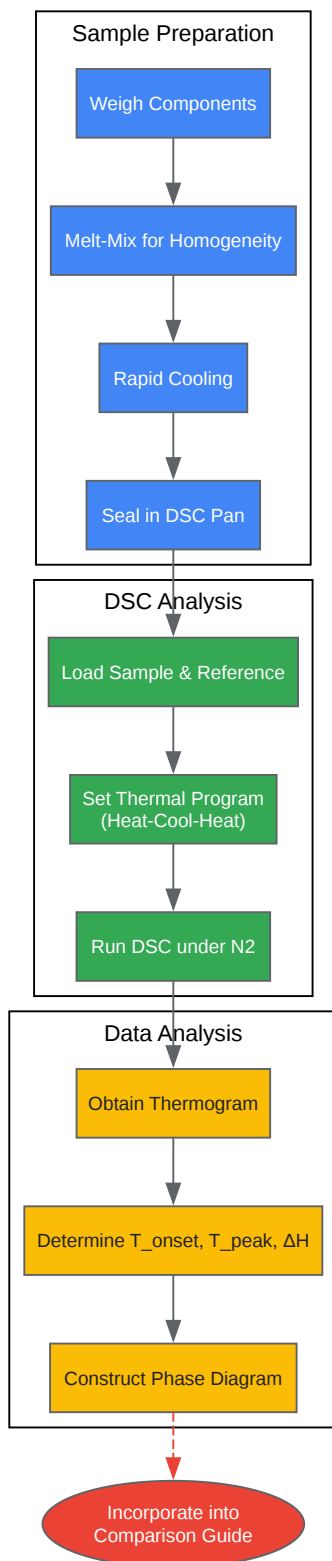 Sample Preparation
Weigh Components
Melt-Mix for Homogeneity
Rapid Cooling
Seal in DSC Pan
DSC Analysis
Load Sample & Reference
Set Thermal Program
(Heat-Cool-Heat)
Run DSC under N2
Data Analysis
Obtain Thermogram
Determine T_onset, T_peak, ΔH
Construct Phase Diagram
Incorporate into
Comparison Guide